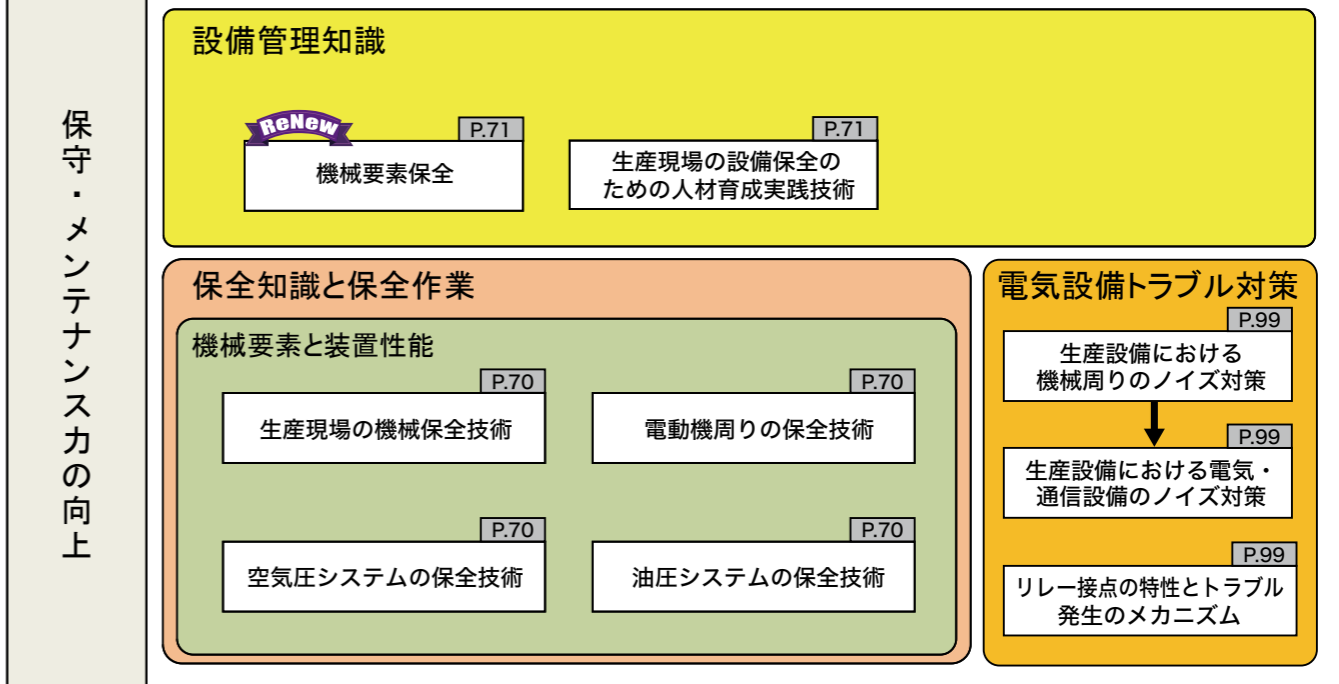 保守・メンテナンス力の向上
設備管理知識
ReNew
P.71
機械要素保全
P.71
生産現場の設備保全の
ための人材育成実践技術
保全知識と保全作業
機械要素と装置性能
P.70
生産現場の機械保全技術
P.70
電動機周りの保全技術
P.70
空気圧システムの保全技術
P.70
油圧システムの保全技術
電気設備トラブル対策
P.99
生産設備における
機械周りのノイズ対策
P.99
生産設備における電気・
通信設備のノイズ対策
P.99
リレー接点の特性とトラブル
発生のメカニズム